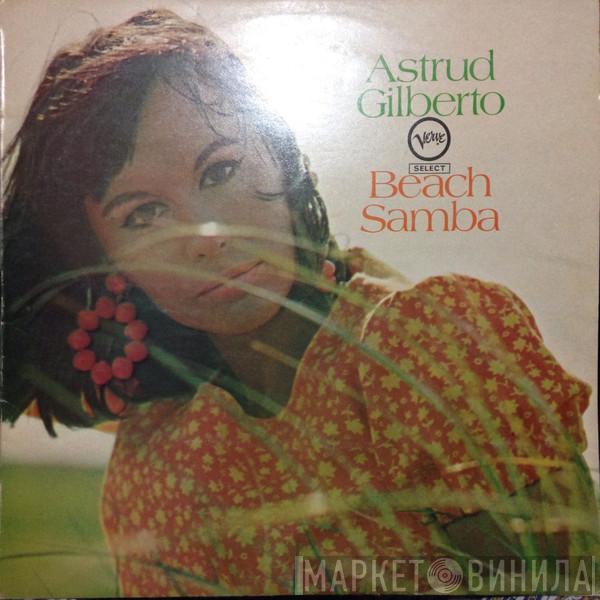 Astrud
Gilberto
Verve
SELECT
Beach
Samba
МАРКЕТ ВИНИЛА